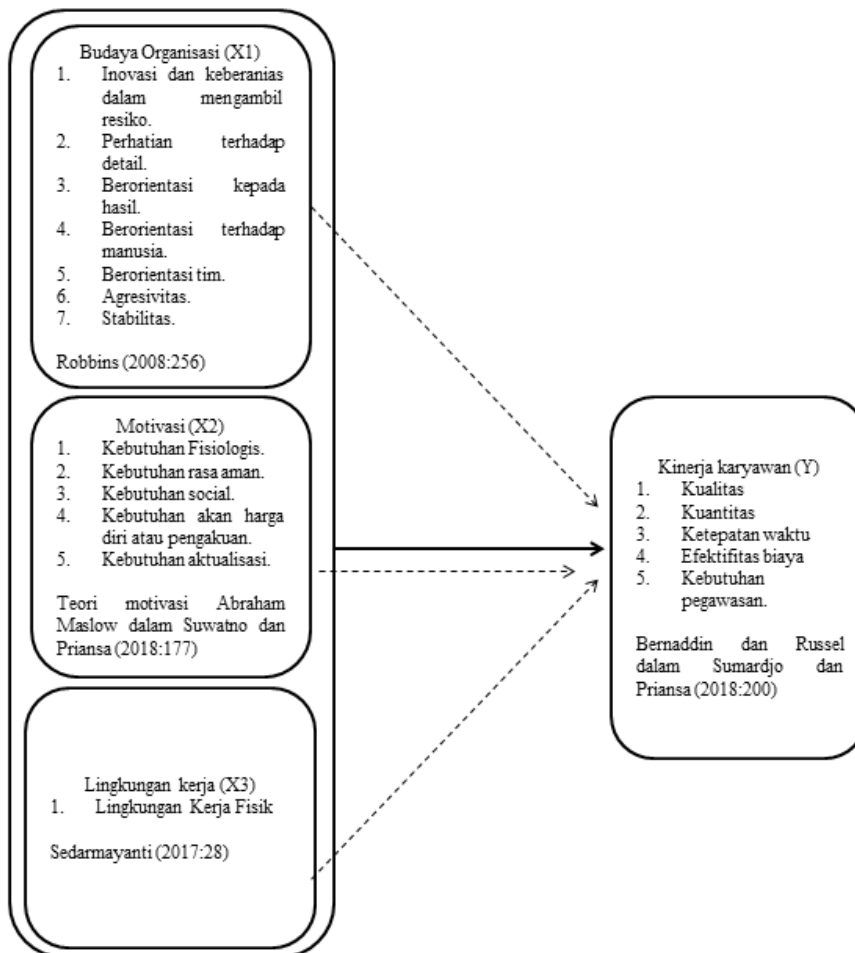 Budaya Organisasi (X1)
1. Inovasi dan keberanias
dalam mengambil
resiko.
2. Perhatian terhadap
detail.
3. Berorientasi kepada
hasil.
4. Berorientasi terhadap
manusia.
5. Berorientasi tim.
6. Agresivitas.
7. Stabilitas.
Robbins (2008:256)
Motivasi (X2)
1. Kebutuhan Fisiologis.
2. Kebutuhan rasa aman.
3. Kebutuhan social.
4. Kebutuhan akan harga
diri atau pengakuan.
5. Kebutuhan aktualisasi.
Teori motivasi Abraham
Maslow dalam Suwatno dan
Priansa (2018:177)
Lingkungan kerja (X3)
1. Lingkungan Kerja Fisik
Sedarmayanti (2017:28)
Kinerja karyawan (Y)
1. Kualitas
2. Kuantitas
3. Ketepatan waktu
4. Efektifitas biaya
5. Kebutuhan
pegawasan.
Bernaddin dan Russel
dalam Sumardjo dan
Priansa (2018:200)